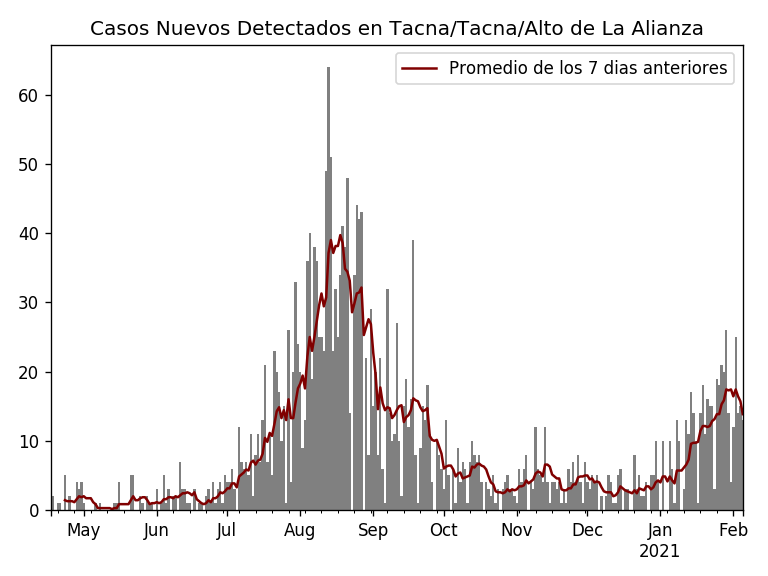 Casos Nuevos Detectados en Tacna/Tacna/Alto de La Alianza
Promedio de los 7 dias anteriores
60
50
40
30
20
10
0
May Jun Jul Aug Sep Oct Nov Dec Jan Feb
2021